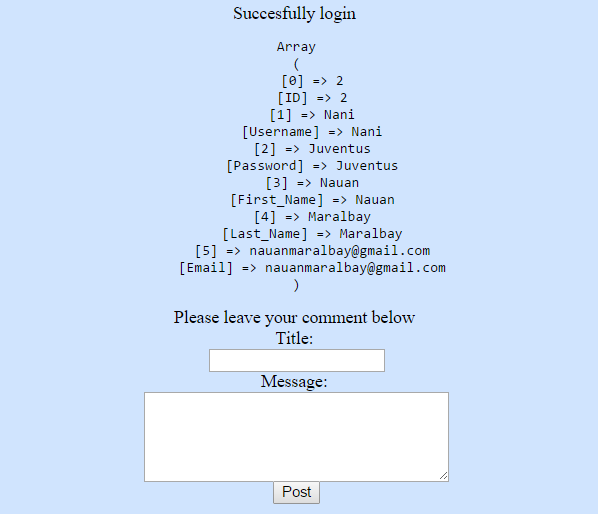 Succesfully login
Array
(
[0] => 2
[ID] => 2
[1] => Nani
[Username] => Nani
[2] => Juventus
[Password] => Juventus
[3] => Nauan
[First_Name] => Nauan
[4] => Maralbay
[Last_Name] => Maralbay
[5] => nauanmaralbay@gmail.com
[Email] => nauanmaralbay@gmail.com
)
Please leave your comment below
Title:
Message:
Post